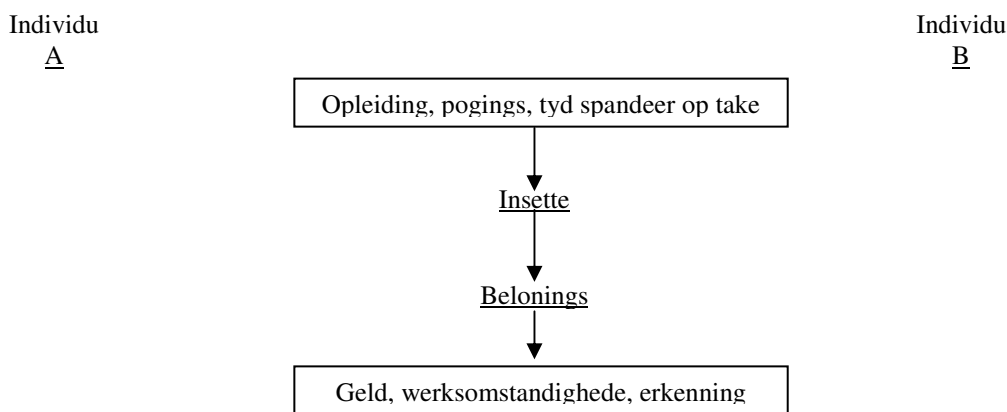 Individu
A
Individu
B
Opleiding, pogings, tyd spandeer op take
Insette
Belonings
Geld, werksomstandighede, erkenning